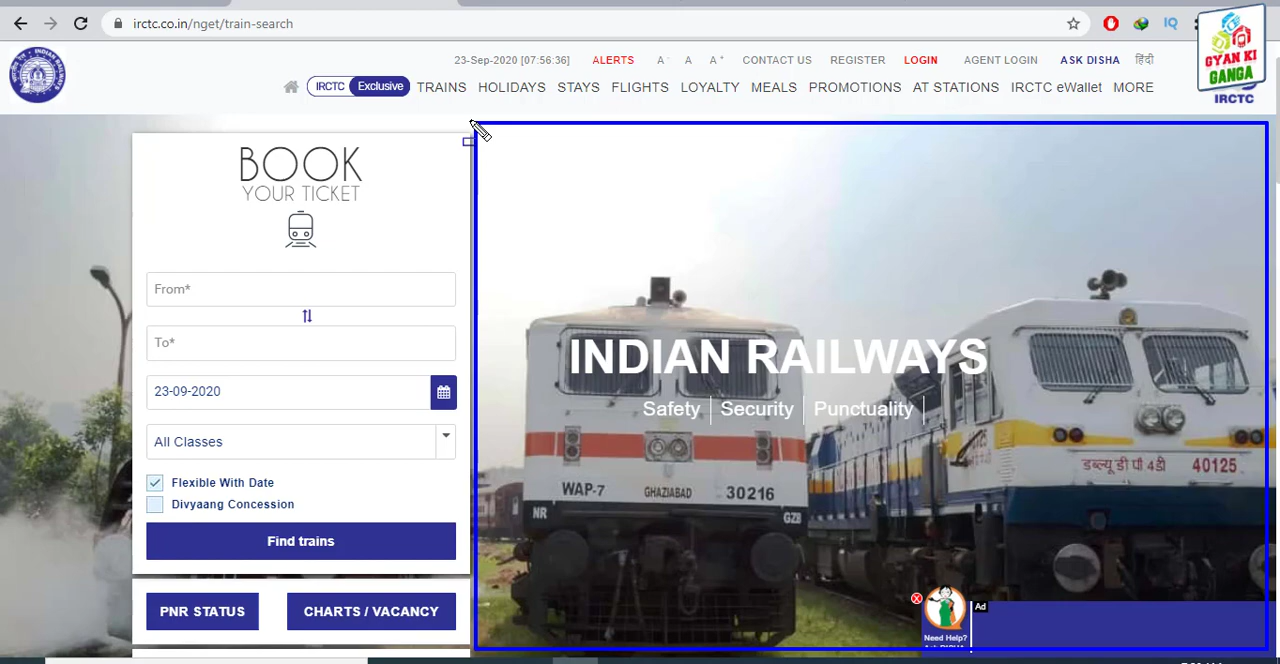 irctc.co.in/nget/train-search
IQ
GYAN KI
GANGA
23-Sep-2020 [07:56:36] ALERTS A A A+ CONTACT US REGISTER LOGIN AGENT LOGIN ASK DISHA हिंदी
IRCTC Exclusive TRAINS HOLIDAYS STAYS FLIGHTS LOYALTY MEALS PROMOTIONS AT STATIONS IRCTC eWallet MORE
IRCTC
BOOK
YOUR TICKET
From*
To*
23-09-2020
All Classes
Flexible With Date
Divyaang Concession
Find trains
PNR STATUS CHARTS / VACANCY
INDIAN RAILWAYS
Safety Security Punctuality
WAP-7 GHAZIABAD 30216
NR GZB
डब्ल्यू डी पी 4डी 40125
Need Help?
Ad